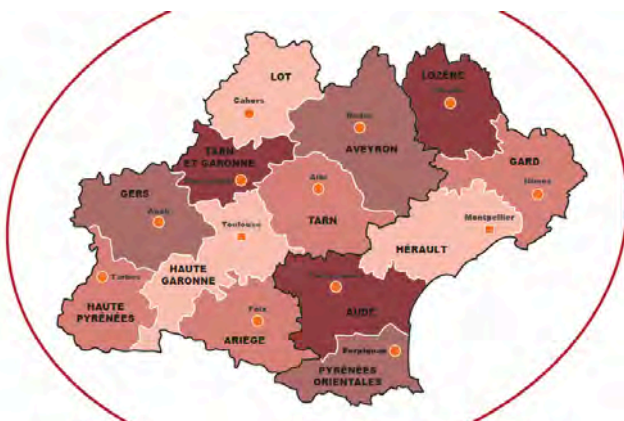 LOT
Cahors
LOZÈRE
Mende
Rodez
AVEYRON
TARN
ET GARONNE
GARD
Nîmes
Albi
TARN
GERS
Auch
Toulouse
Montpellier
HÉRAULT
HAUTE
GARONNE
Tarbes
HAUTE
PYRÉNÉES
Foix
ARIEGE
AUDE
Perpignan
PYRÉNÉES
ORIENTALES